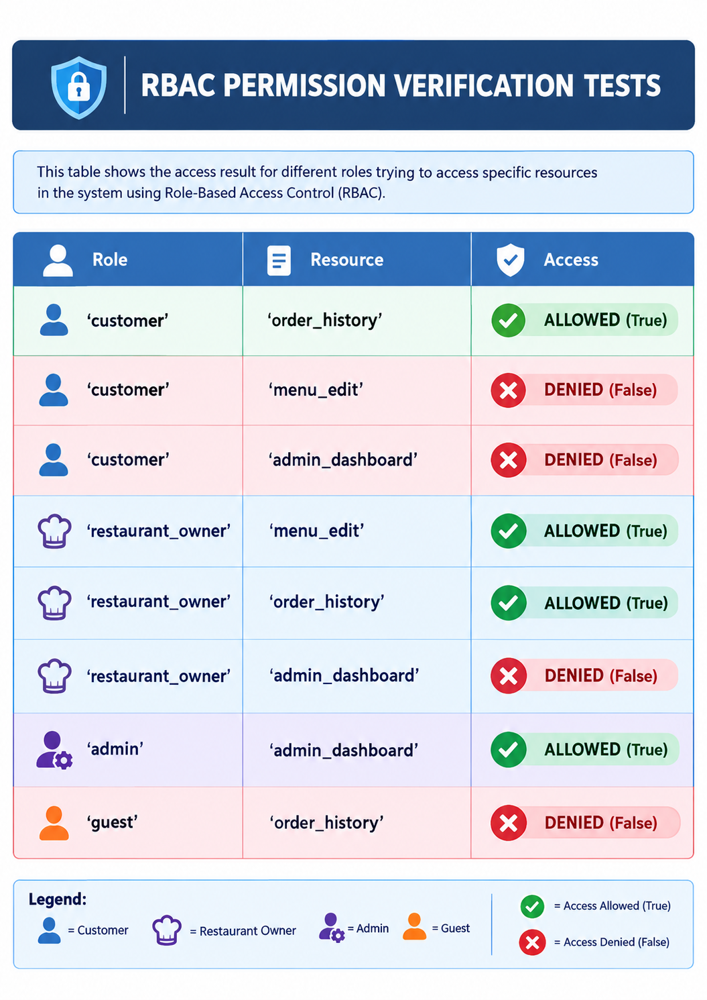 RBAC PERMISSION VERIFICATION TESTS
This table shows the access result for different roles trying to access specific resources
in the system using Role-Based Access Control (RBAC).
Role Resource Access
‘customer’ ‘order_history’ ALLOWED (True)
‘customer’ ‘menu_edit’ DENIED (False)
‘customer’ ‘admin_dashboard’ DENIED (False)
‘restaurant_owner’ ‘menu_edit’ ALLOWED (True)
‘restaurant_owner’ ‘order_history’ ALLOWED (True)
‘restaurant_owner’ ‘admin_dashboard’ DENIED (False)
‘admin’ ‘admin_dashboard’ ALLOWED (True)
‘guest’ ‘order_history’ DENIED (False)
Legend:
= Customer = Restaurant Owner = Admin = Guest
= Access Allowed (True)
= Access Denied (False)